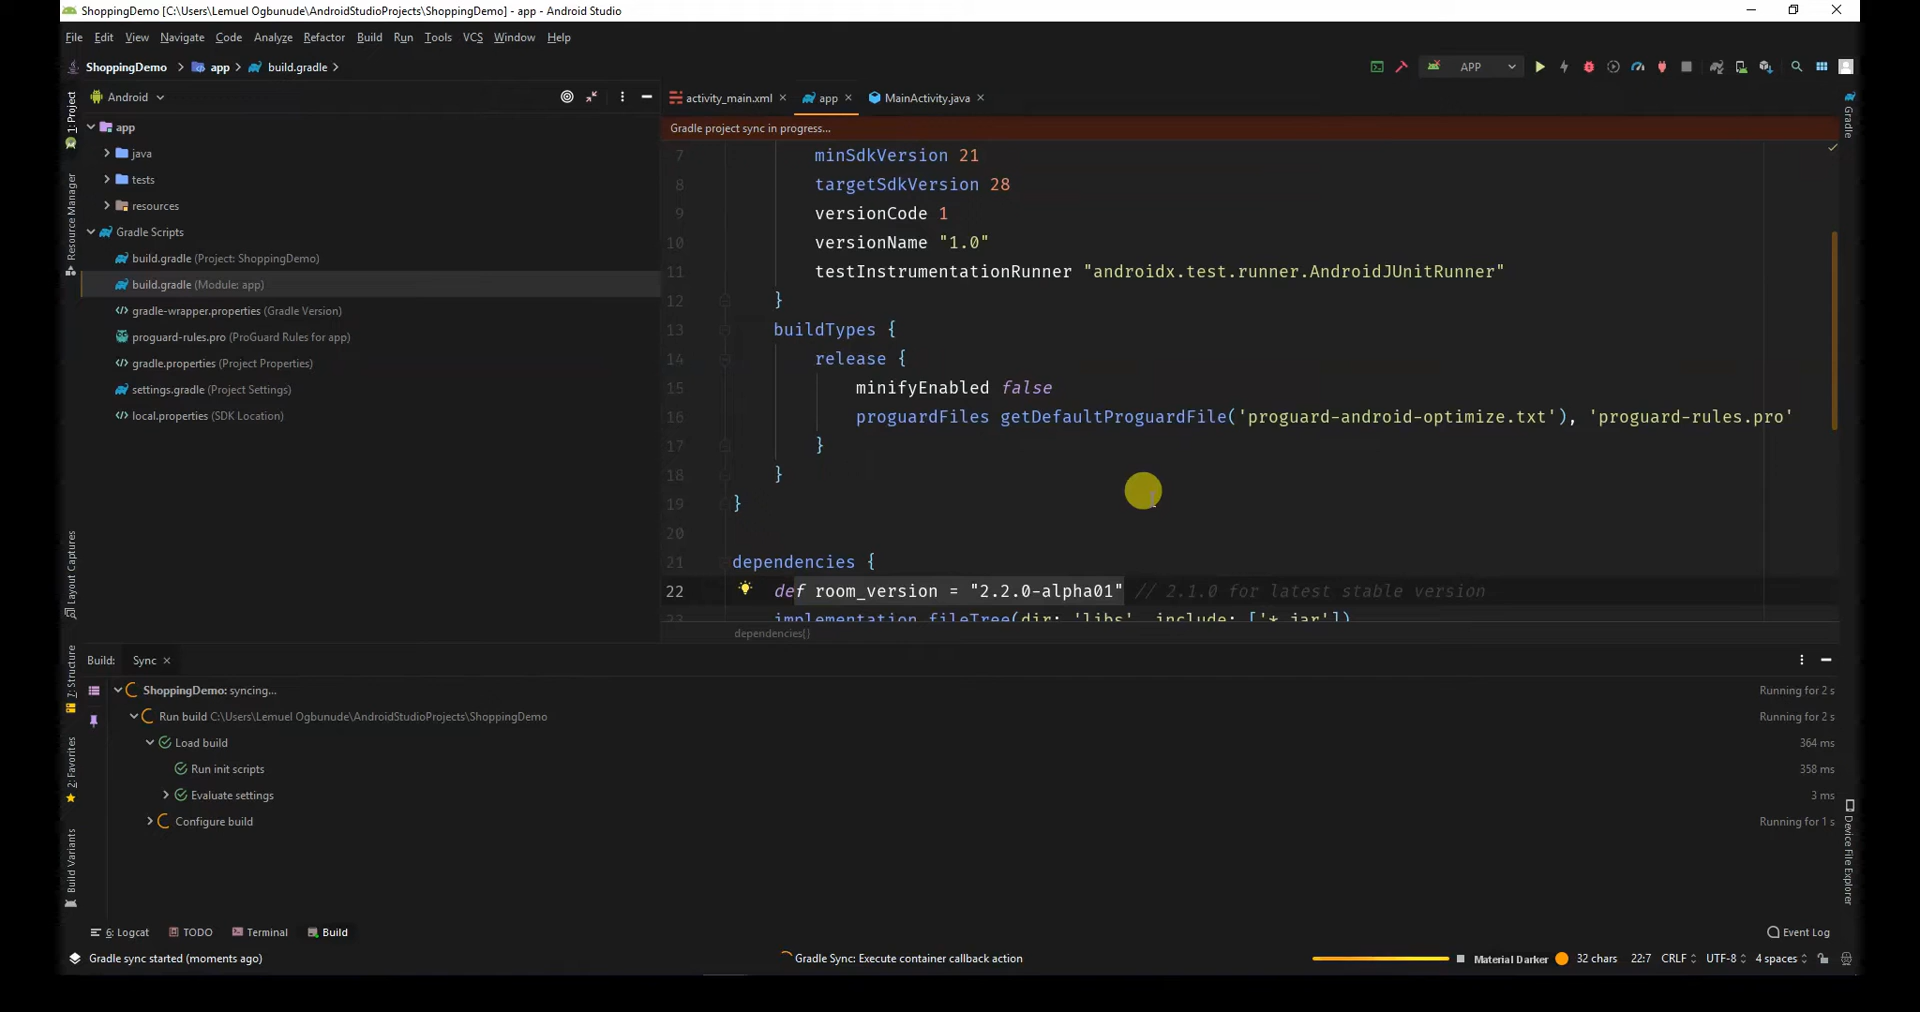 ShoppingDemo [C:\Users\Lemuel Ogbunude\AndroidStudioProjects\ShoppingDemo] - app - Android Studio
File Edit View Navigate Code Analyze Refactor Build Run Tools VCS Window Help
ShoppingDemo app build.gradle APP
Android
activity_main.xml app MainActivity.java
Gradle project sync in progress...
app
java
tests
resources
Gradle Scripts
build.gradle (Project: ShoppingDemo)
build.gradle (Module: app)
gradle-wrapper.properties (Gradle Version)
proguard-rules.pro (ProGuard Rules for app)
gradle.properties (Project Properties)
settings.gradle (Project Settings)
local.properties (SDK Location)
1: Project
Resource Manager
Layout Captures
7: Structure
2: Favorites
Build Variants
7 minSdkVersion 21
8 targetSdkVersion 28
9 versionCode 1
10 versionName "1.0"
11 testInstrumentationRunner "androidx.test.runner.AndroidJUnitRunner"
12 }
13 buildTypes {
14 release {
15 minifyEnabled false
16 proguardFiles getDefaultProguardFile('proguard-android-optimize.txt'), 'proguard-rules.pro'
17 }
18 }
19 }
20
21 dependencies {
22 def room_version = "2.2.0-alpha01" // 2.1.0 for latest stable version
23 implementation fileTree(dir: 'libs', include: ['*.jar'])
dependencies{}
Gradle
Device File Explorer
Build: Sync
ShoppingDemo: syncing... Running for 2 s
Run build C:\Users\Lemuel Ogbunude\AndroidStudioProjects\ShoppingDemo Running for 2 s
Load build 364 ms
Run init scripts 358 ms
Evaluate settings 3 ms
Configure build Running for 1 s
6: Logcat TODO Terminal Build Event Log
Gradle sync started (moments ago) Gradle Sync: Execute container callback action Material Darker 32 chars 22:7 CRLF UTF-8 4 spaces